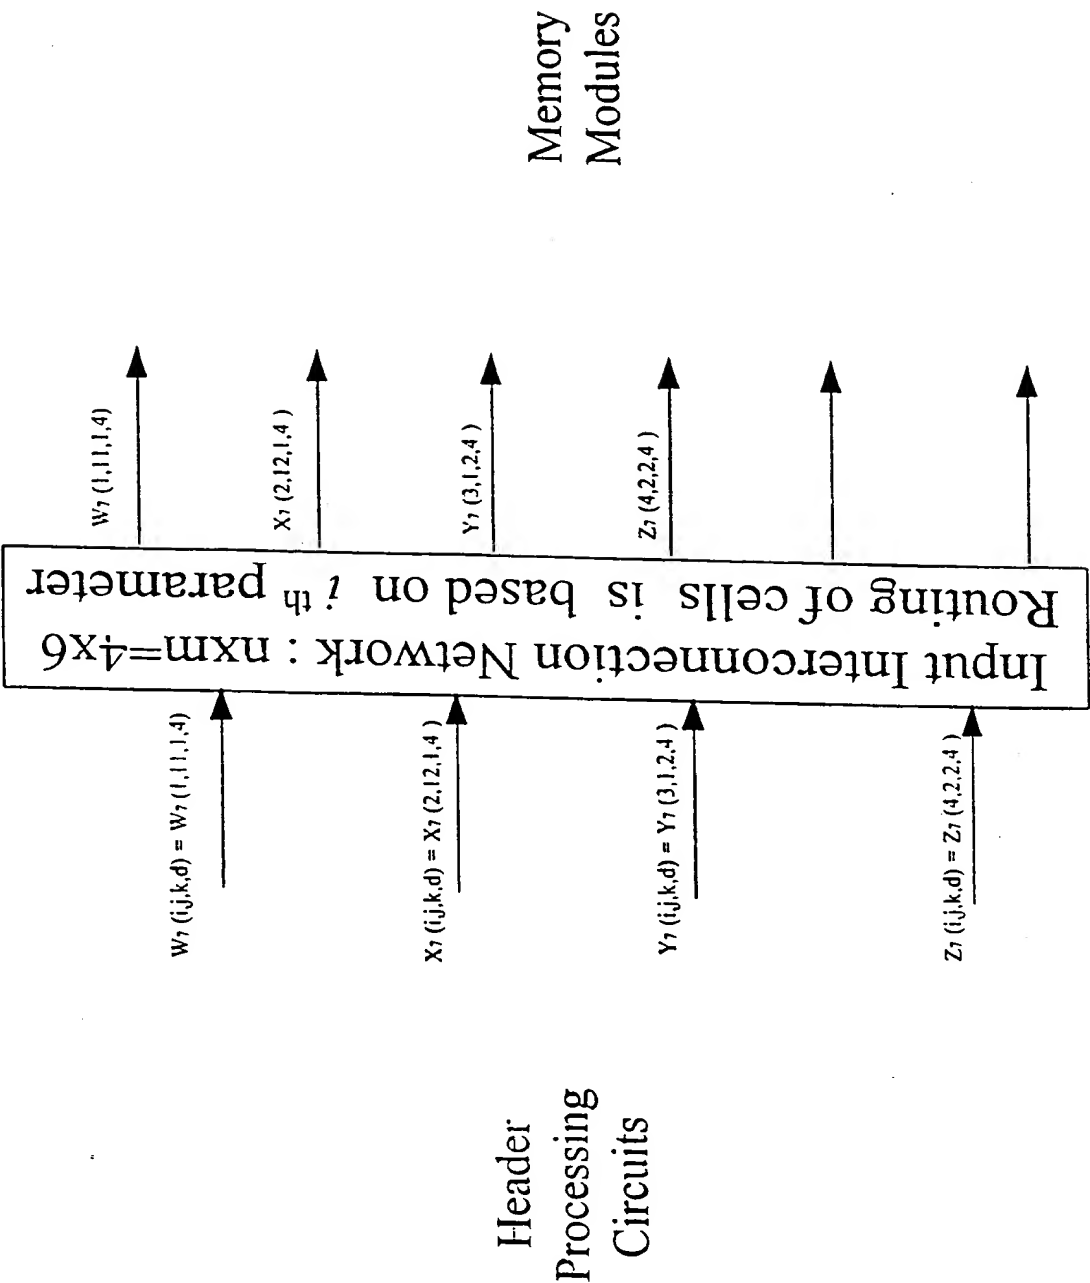 Header
Processing
Circuits
W₇ (i,j,k,d) = W₇ (1,11,1,4)
X₇ (i,j,k,d) = X₇ (2,12,1,4 )
Y₇ (i,j,k,d) = Y₇ (3,1,2,4 )
Z₇ (i,j,k,d) = Z₇ (4,2,2,4 )
Input Interconnection Network : nxm=4x6
Routing of cells is based on i th parameter
W₇ (1,11,1,4)
X₇ (2,12,1,4 )
Y₇ (3,1,2,4 )
Z₇ (4,2,2,4 )
Memory
Modules